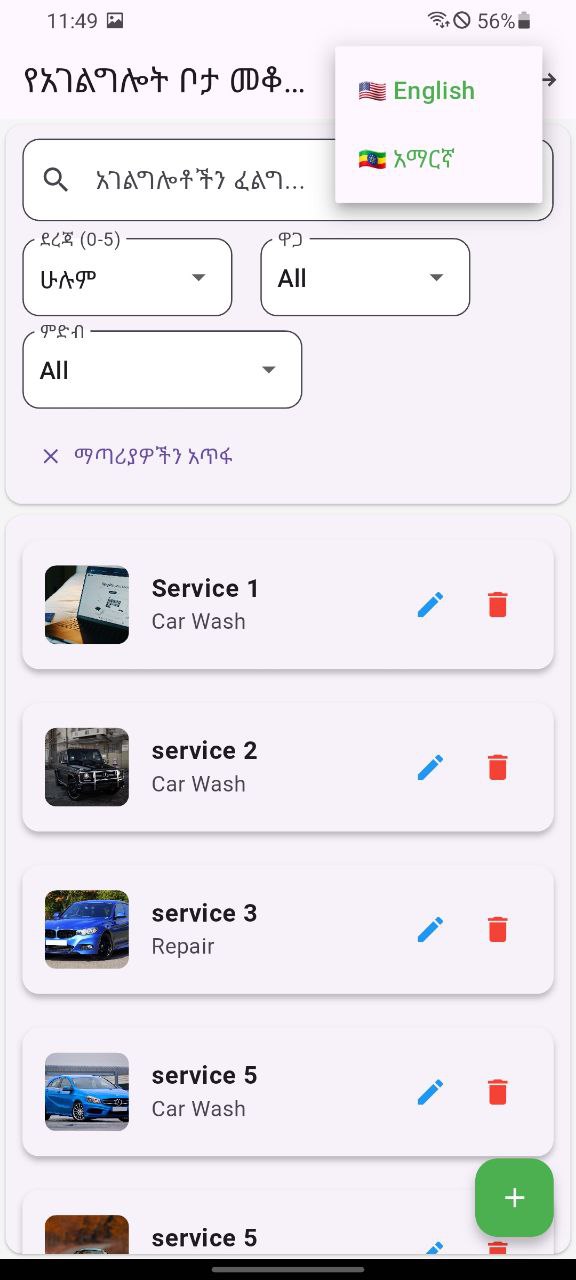 11:49
56%
የአገልግሎት ቦታ መቆ...
English
አማርኛ
አገልግሎቶችን ፈልግ...
ደረጃ (0-5)
ዋጋ
ሁሉም
All
ምድብ
All
ማጣሪያዎችን አጥፋ
Service 1
Car Wash
service 2
Car Wash
service 3
Repair
service 5
Car Wash
service 5